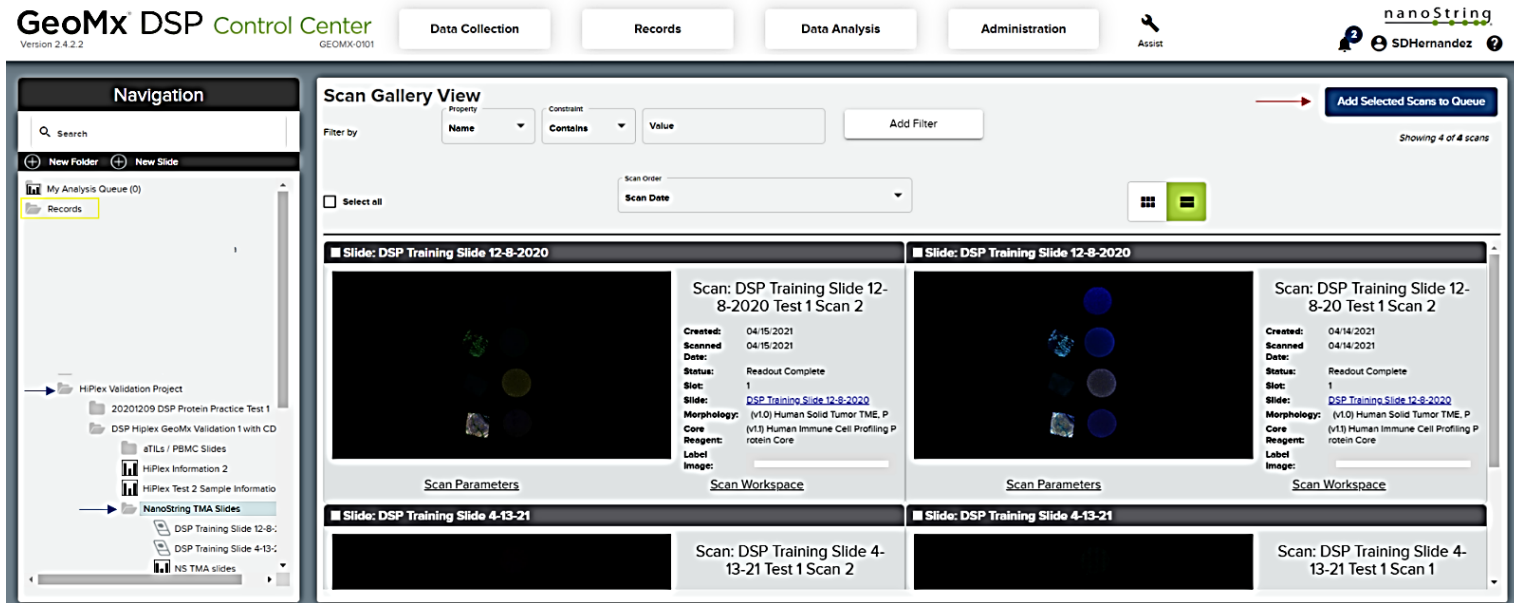 GeoMx DSP Control Center
Version 2.4.2.2
GEOMX-0101
Data Collection
Records
Data Analysis
Administration
Assist
nanoString
2
SDHernandez
Navigation
Search
New Folder
New Slide
My Analysis Queue (0)
Records
HiPlex Validation Project
20201209 DSP Protein Practice Test 1
DSP Hiplex GeoMx Validation 1 with CD
aTILs / PBMC Slides
HiPlex Information 2
HiPlex Test 2 Sample Informatio
NanoString TMA Slides
DSP Training Slide 12-8-
DSP Training Slide 4-13-
NS TMA slides
Scan Gallery View
Add Selected Scans to Queue
Filter by
Property
Name
Constraint
Contains
Value
Add Filter
Showing 4 of 4 scans
Select all
Scan Order
Scan Date
Slide: DSP Training Slide 12-8-2020
Scan: DSP Training Slide 12-
8-2020 Test 1 Scan 2
Created: 04/15/2021
Scanned 04/15/2021
Date:
Status: Readout Complete
Slot: 1
Slide: DSP Training Slide 12-8-2020
Morphology: (v1.0) Human Solid Tumor TME, P
Core (v1.1) Human Immune Cell Profiling P
Reagent: rotein Core
Label
Image:
Scan Parameters
Scan Workspace
Slide: DSP Training Slide 12-8-2020
Scan: DSP Training Slide 12-
8-20 Test 1 Scan 2
Created: 04/14/2021
Scanned 04/14/2021
Date:
Status: Readout Complete
Slot: 1
Slide: DSP Training Slide 12-8-2020
Morphology: (v1.0) Human Solid Tumor TME, P
Core (v1.1) Human Immune Cell Profiling P
Reagent: rotein Core
Label
Image:
Scan Parameters
Scan Workspace
Slide: DSP Training Slide 4-13-21
Scan: DSP Training Slide 4-
13-21 Test 1 Scan 2
Slide: DSP Training Slide 4-13-21
Scan: DSP Training Slide 4-
13-21 Test 1 Scan 1